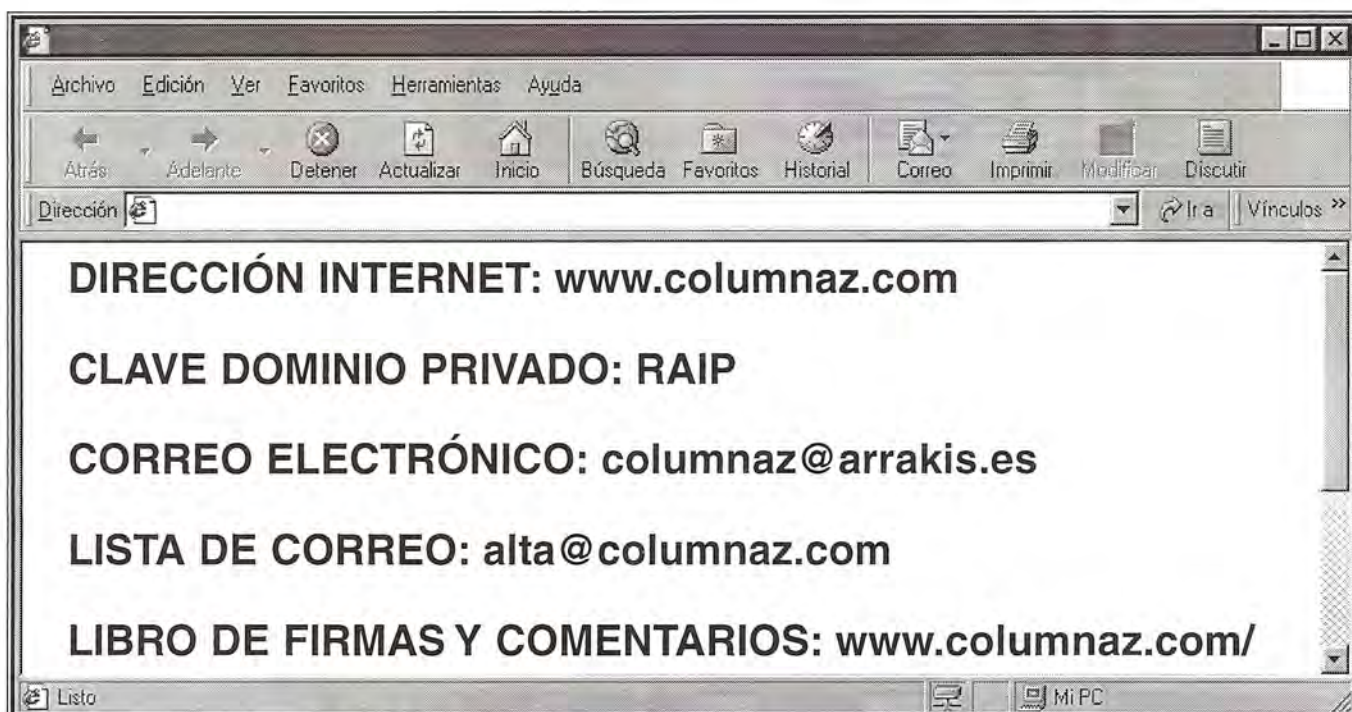 Archivo Edición Ver Favoritos Herramientas Ayuda
Atrás Adelante Detener Actualizar Inicio Búsqueda Favoritos Historial Correo Imprimir Modificar Discutir
Dirección Ir a Vínculos »
DIRECCIÓN INTERNET: www.columnaz.com
CLAVE DOMINIO PRIVADO: RAIP
CORREO ELECTRÓNICO: columnaz@arrakis.es
LISTA DE CORREO: alta@columnaz.com
LIBRO DE FIRMAS Y COMENTARIOS: www.columnaz.com/
Listo Mi PC